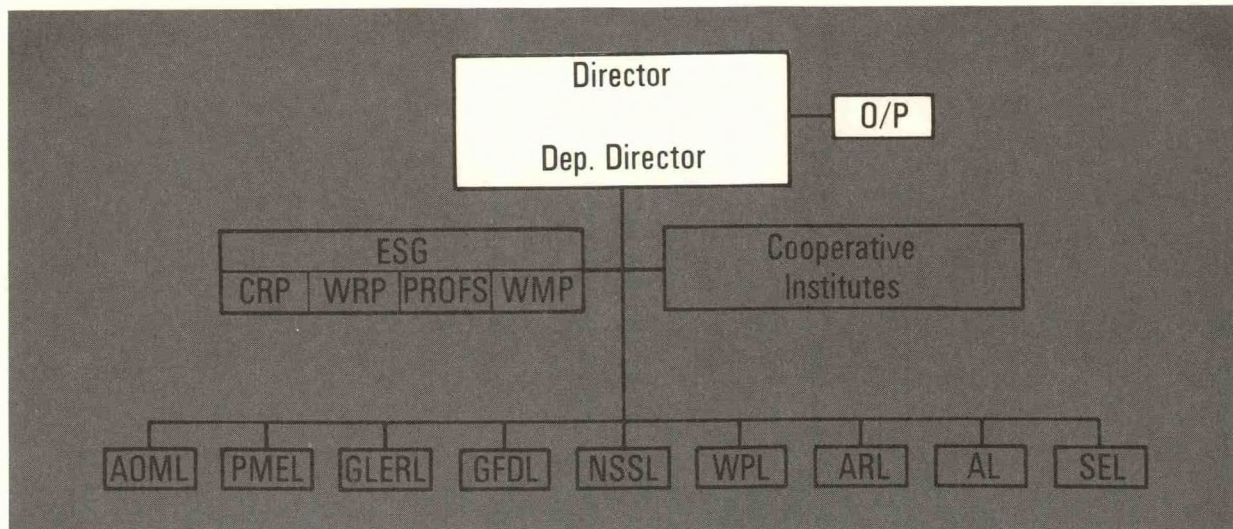 Director
Dep. Director
O/P
ESG
CRP WRP PROFS WMP
Cooperative
Institutes
AOML PMEL GLERL GFDL NSSL WPL ARL AL SEL